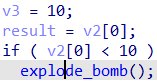 v3 = 10;
result = v2[0];
if ( v2[0] < 10 )
  explode_bomb();